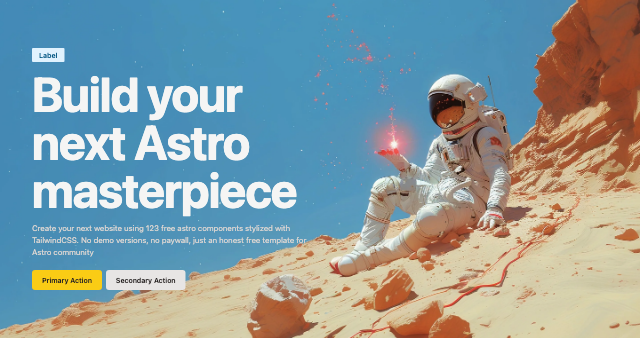 Label
Build your
next Astro
masterpiece
Create your next website using 123 free astro components stylized with
TailwindCSS. No demo versions, no paywall, just an honest free template for
Astro community
Primary Action
Secondary Action